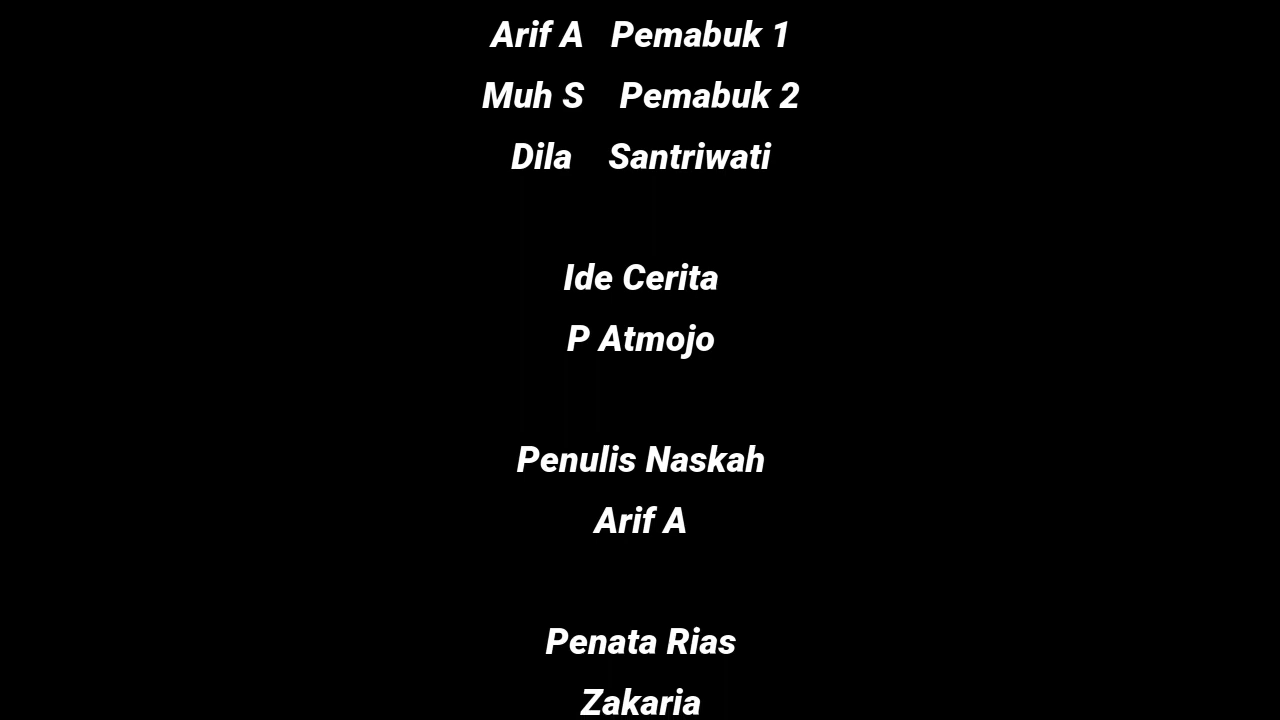 Arif A Pemabuk 1
Muh S Pemabuk 2
Dila Santriwati
Ide Cerita
P Atmojo
Penulis Naskah
Arif A
Penata Rias
Zakaria